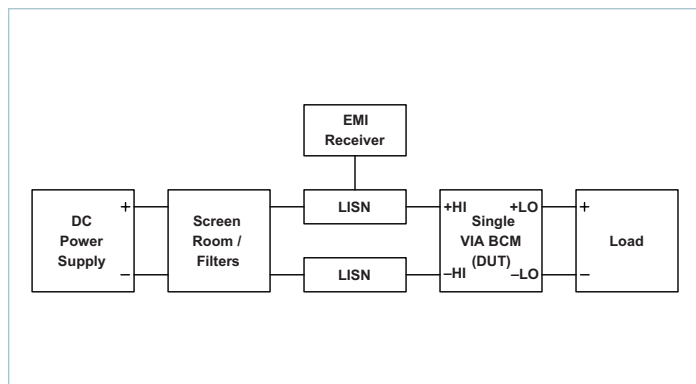 EMI
Receiver
DC
Power
Supply
+
–
Screen
Room /
Filters
LISN
LISN
+HI +LO
Single
VIA BCM
(DUT)
–HI –LO
+
–
Load